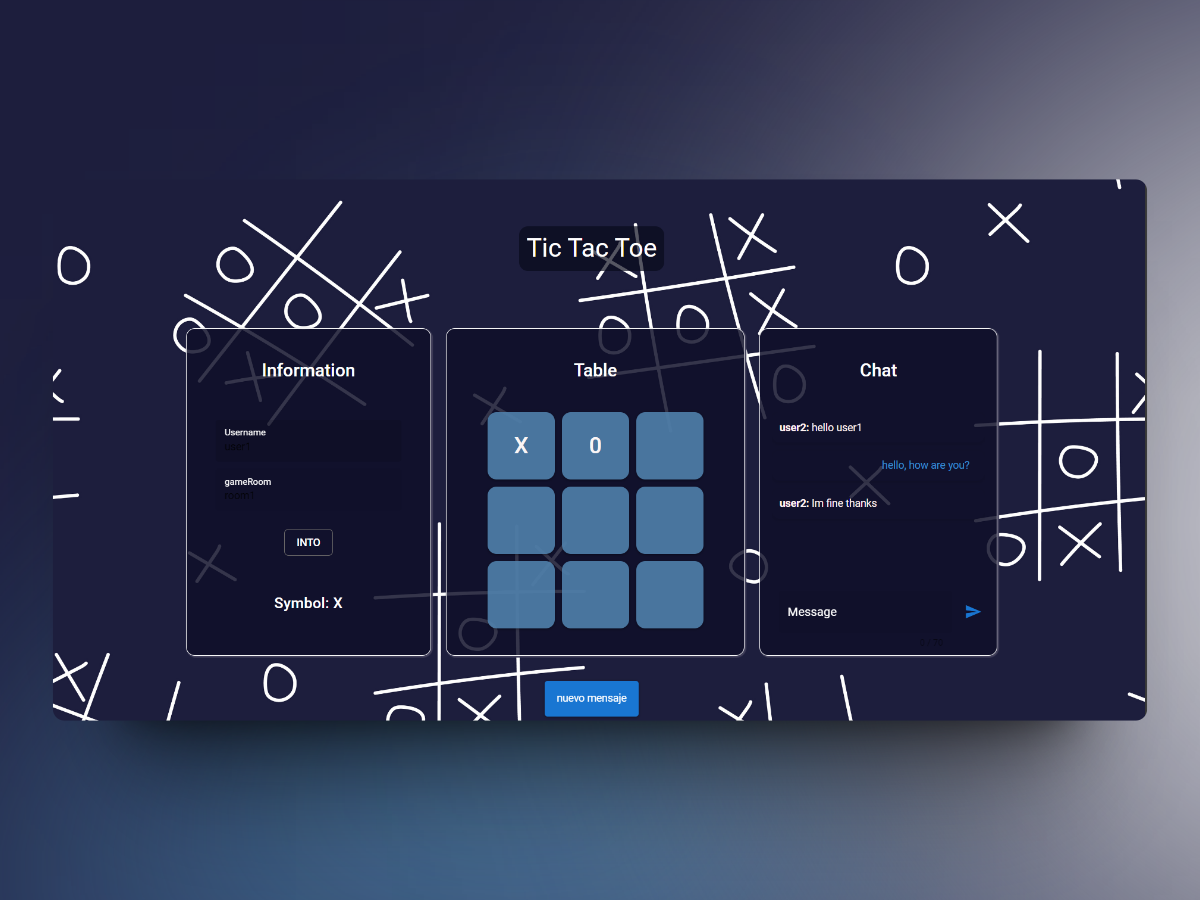 Tic Tac Toe
Information
Username
user1
gameRoom
room1
INTO
Symbol: X
Table
X 0
Chat
user2: hello user1
hello, how are you?
user2: Im fine thanks
Message
nuevo mensaje